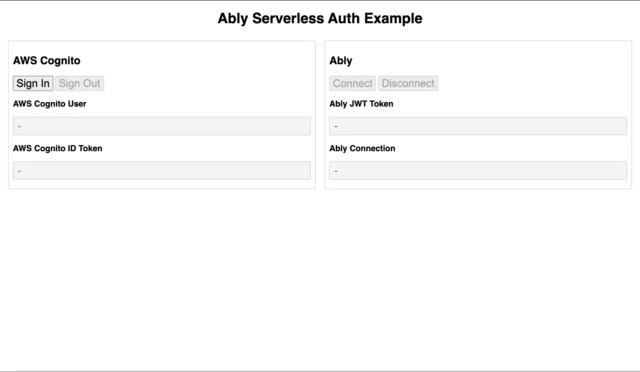 Ably Serverless Auth Example
AWS Cognito
Sign In Sign Out
AWS Cognito User
-
AWS Cognito ID Token
-
Ably
Connect Disconnect
Ably JWT Token
-
Ably Connection
-